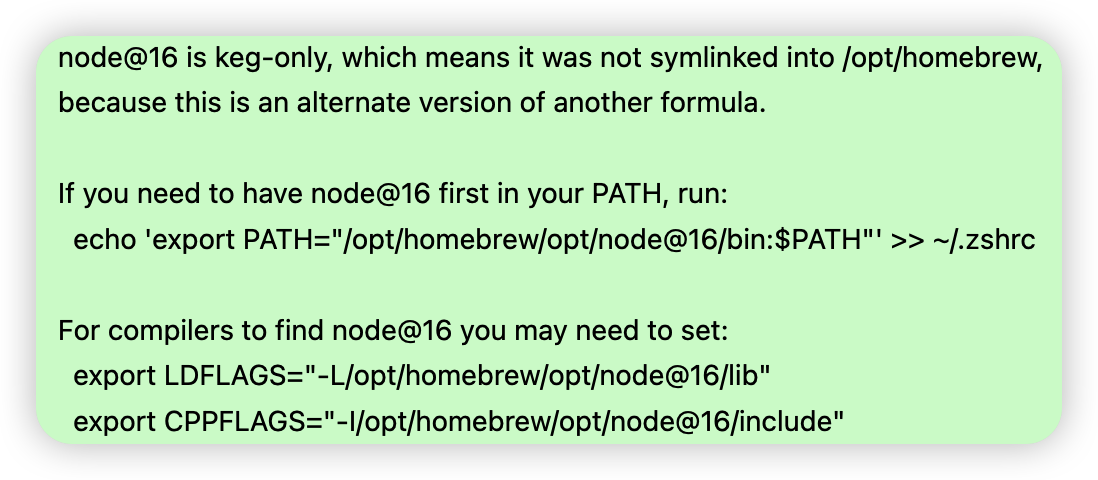 node@16 is keg-only, which means it was not symlinked into /opt/homebrew,
because this is an alternate version of another formula.

If you need to have node@16 first in your PATH, run:
  echo 'export PATH="/opt/homebrew/opt/node@16/bin:$PATH"' >> ~/.zshrc

For compilers to find node@16 you may need to set:
  export LDFLAGS="-L/opt/homebrew/opt/node@16/lib"
  export CPPFLAGS="-I/opt/homebrew/opt/node@16/include"